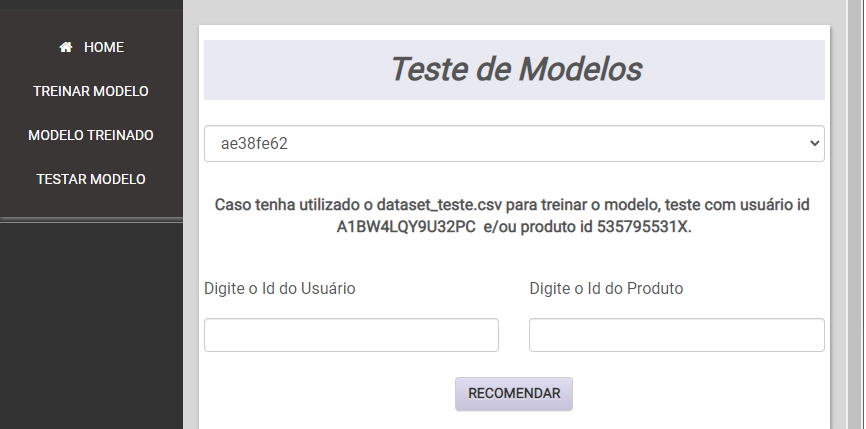 HOME
TREINAR MODELO
MODELO TREINADO
TESTAR MODELO
Teste de Modelos
ae38fe62
Caso tenha utilizado o dataset_teste.csv para treinar o modelo, teste com usuário id
A1BW4LQY9U32PC e/ou produto id 535795531X.
Digite o Id do Usuário
Digite o Id do Produto
RECOMENDAR